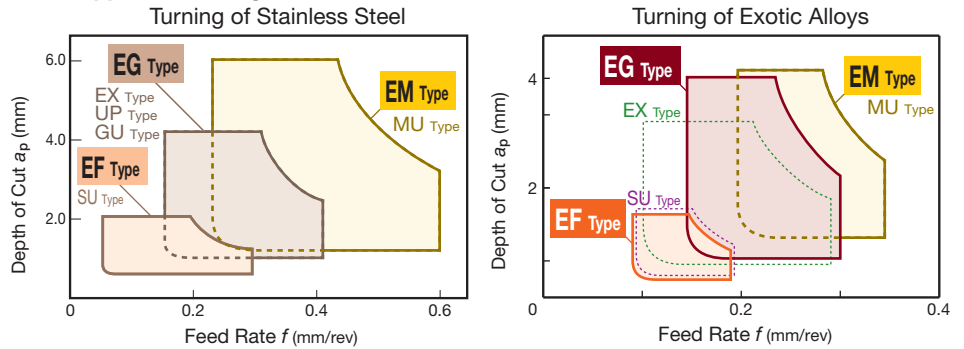 Turning of Stainless Steel
Depth of Cut ap (mm)
6.0
4.0
2.0
EG Type
EX Type
UP Type
GU Type
EF Type
SU Type
EM Type
MU Type
0
0.2
0.4
0.6
Feed Rate f (mm/rev)
Turning of Exotic Alloys
Depth of Cut ap (mm)
4
2
EG Type
EX Type
SU Type
EF Type
EM Type
MU Type
0
0.2
0.4
Feed Rate f (mm/rev)